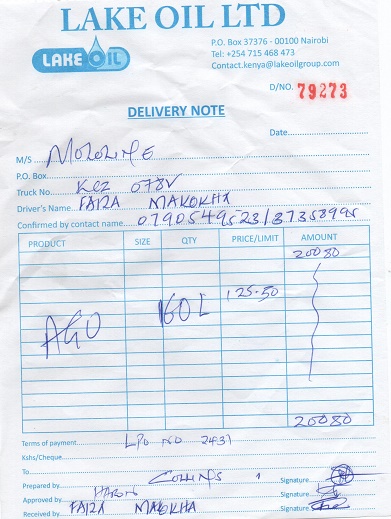 LAKE OIL LTD
P.O. Box 37376 - 00100 Nairobi
Tel: +254 715 468 473
Contact.kenya@lakeoilgroup.com
LAKE OIL
D/NO. 79273
DELIVERY NOTE
Date
M/S MOLOLINE
P.O. Box
Truck No. KCZ 078V
Driver's Name FAIZA MAKOKHA
Confirmed by contact name 0790549523/
PRODUCT SIZE QTY PRICE/LIMIT AMOUNT
20080
AGO 160L 125.50
20080
Terms of payment LPO NO 2431
Kshs/Cheque
To
Prepared by COLLINS Signature
Approved by Signature
Received by FAIZA MAKOKHA Signature